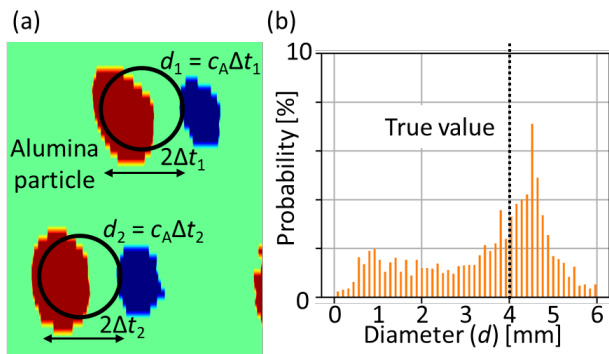 (a)
d₁ = cAΔt₁
2Δt₁
Alumina
particle
d₂ = cAΔt₂
2Δt₂
(b)
Probability [%]
10
0
True value
0 1 2 3 4 5 6
Diameter (d) [mm]